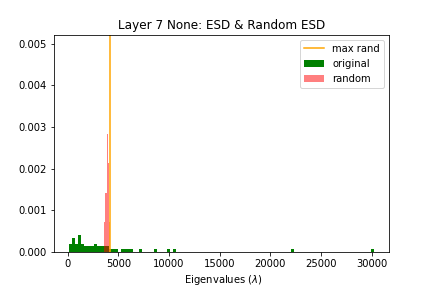 Layer 7 None: ESD & Random ESD
max rand
original
random
0.005
0.004
0.003
0.002
0.001
0.000
0 5000 10000 15000 20000 25000 30000
Eigenvalues (λ)